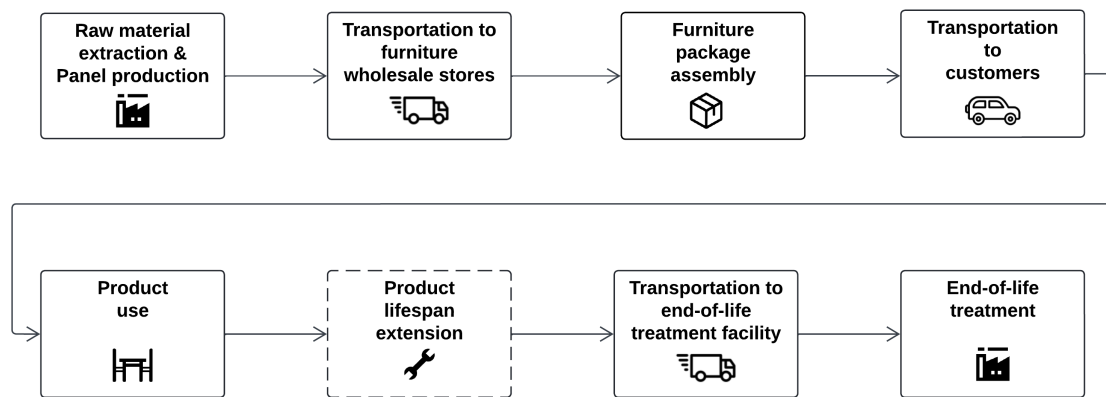 Raw material
extraction &
Panel production
Transportation to
furniture
wholesale stores
Furniture
package
assembly
Transportation
to
customers
Product
use
Product
lifespan
extension
Transportation to
end-of-life
treatment facility
End-of-life
treatment